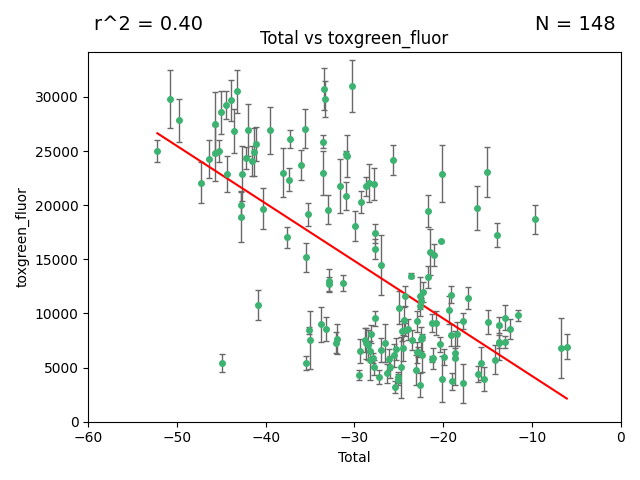 r^2 = 0.40
N = 148
Total vs toxgreen_fluor
30000
25000
20000
15000
10000
5000
0
toxgreen_fluor
−60
−50
−40
−30
−20
−10
0
Total